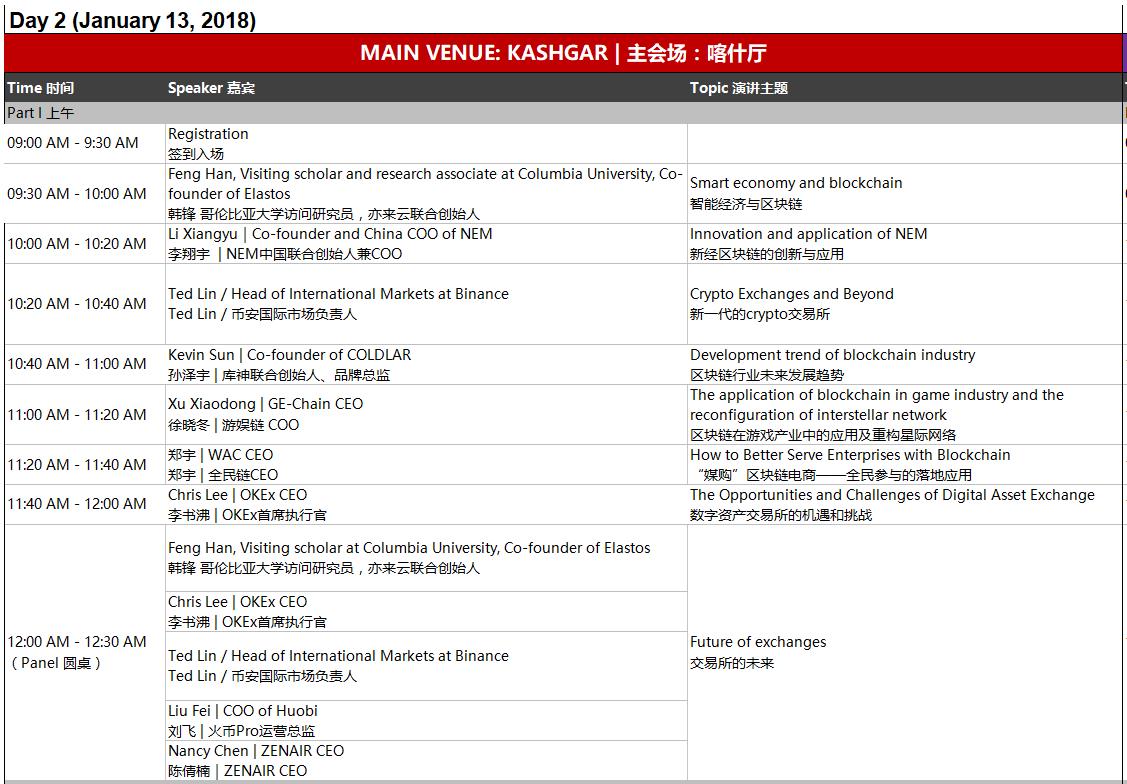 Day 2 (January 13, 2018)
MAIN VENUE: KASHGAR | 主会场：喀什厅
Time 时间
Speaker 嘉宾
Topic 演讲主题
Part I 上午
09:00 AM - 9:30 AM
Registration
签到入场
09:30 AM - 10:00 AM
Feng Han, Visiting scholar and research associate at Columbia University, Co-
founder of Elastos
韩锋 哥伦比亚大学访问研究员，亦来云联合创始人
Smart economy and blockchain
智能经济与区块链
10:00 AM - 10:20 AM
Li Xiangyu | Co-founder and China COO of NEM
李翔宇 | NEM中国联合创始人兼COO
Innovation and application of NEM
新经区块链的创新与应用
10:20 AM - 10:40 AM
Ted Lin / Head of International Markets at Binance
Ted Lin / 币安国际市场负责人
Crypto Exchanges and Beyond
新一代的crypto交易所
10:40 AM - 11:00 AM
Kevin Sun | Co-founder of COLDLAR
孙泽宇 | 库神联合创始人、品牌总监
Development trend of blockchain industry
区块链行业未来发展趋势
11:00 AM - 11:20 AM
Xu Xiaodong | GE-Chain CEO
徐晓冬 | 游娱链 COO
The application of blockchain in game industry and the
reconfiguration of interstellar network
区块链在游戏产业中的应用及重构星际网络
11:20 AM - 11:40 AM
郑宇 | WAC CEO
郑宇 | 全民链CEO
How to Better Serve Enterprises with Blockchain
“媒购”区块链电商——全民参与的落地应用
11:40 AM - 12:00 AM
Chris Lee | OKEx CEO
李书沸 | OKEx首席执行官
The Opportunities and Challenges of Digital Asset Exchange
数字资产交易所的机遇和挑战
12:00 AM - 12:30 AM
（Panel 圆桌）
Feng Han, Visiting scholar at Columbia University, Co-founder of Elastos
韩锋 哥伦比亚大学访问研究员，亦来云联合创始人
Chris Lee | OKEx CEO
李书沸 | OKEx首席执行官
Ted Lin / Head of International Markets at Binance
Ted Lin / 币安国际市场负责人
Liu Fei | COO of Huobi
刘飞 | 火币Pro运营总监
Nancy Chen | ZENAIR CEO
陈倩楠 | ZENAIR CEO
Future of exchanges
交易所的未来